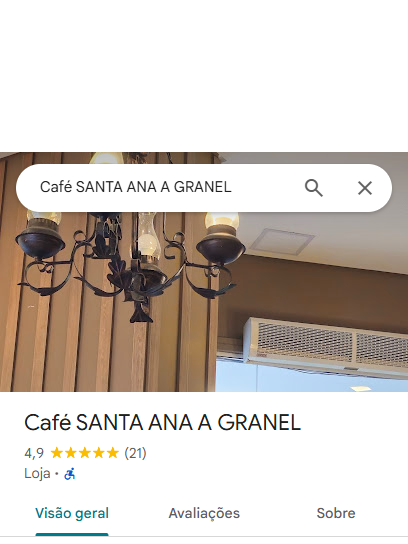 Café SANTA ANA A GRANEL
Café SANTA ANA A GRANEL
4,9 (21)
Loja ·
Visão geral Avaliações Sobre